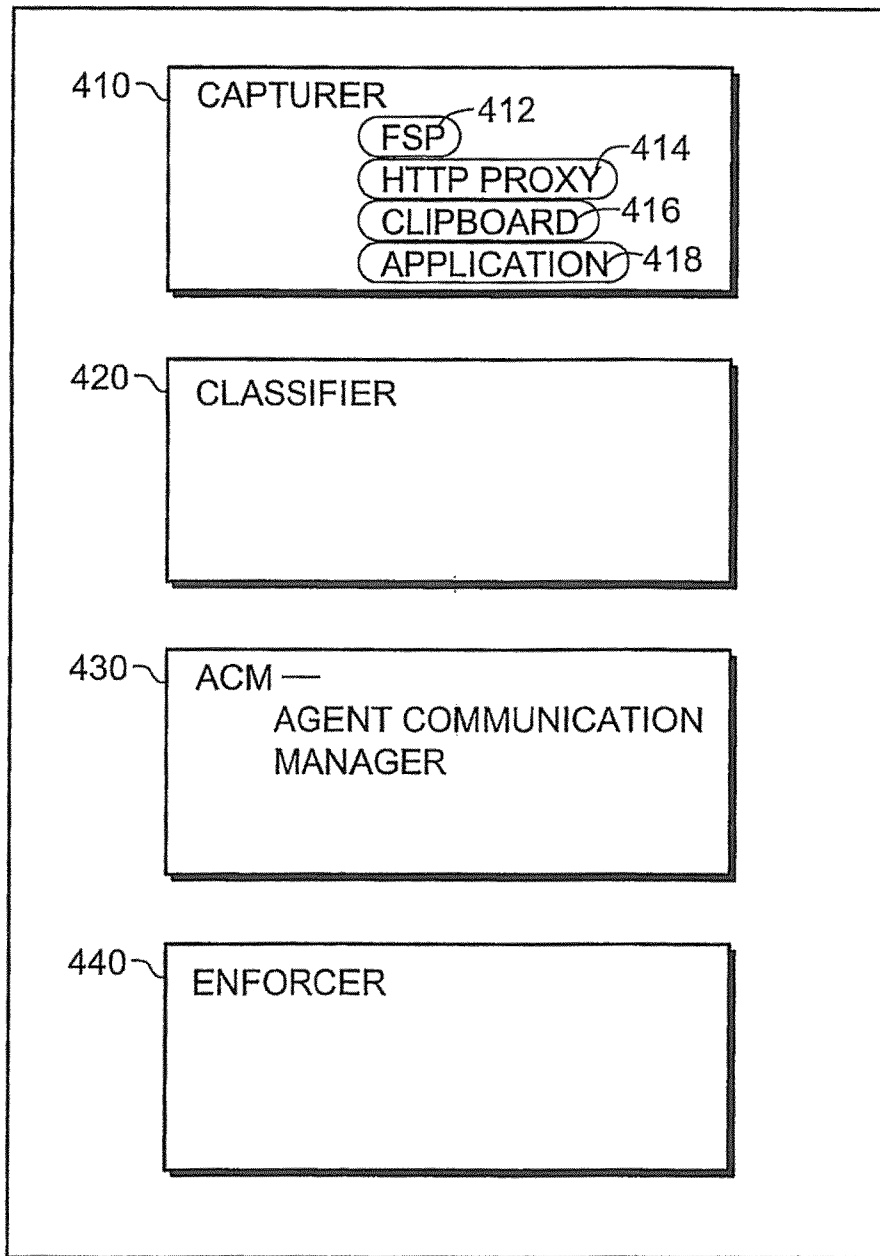 410 CAPTURER
FSP 412
HTTP PROXY 414
CLIPBOARD 416
APPLICATION 418
420 CLASSIFIER
430 ACM —
AGENT COMMUNICATION
MANAGER
440 ENFORCER